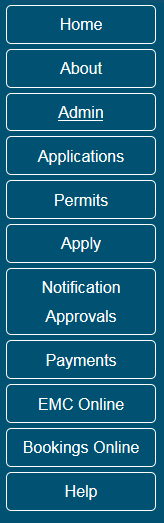 Home
About
Admin
Applications
Permits
Apply
Notification
Approvals
Payments
EMC Online
Bookings Online
Help